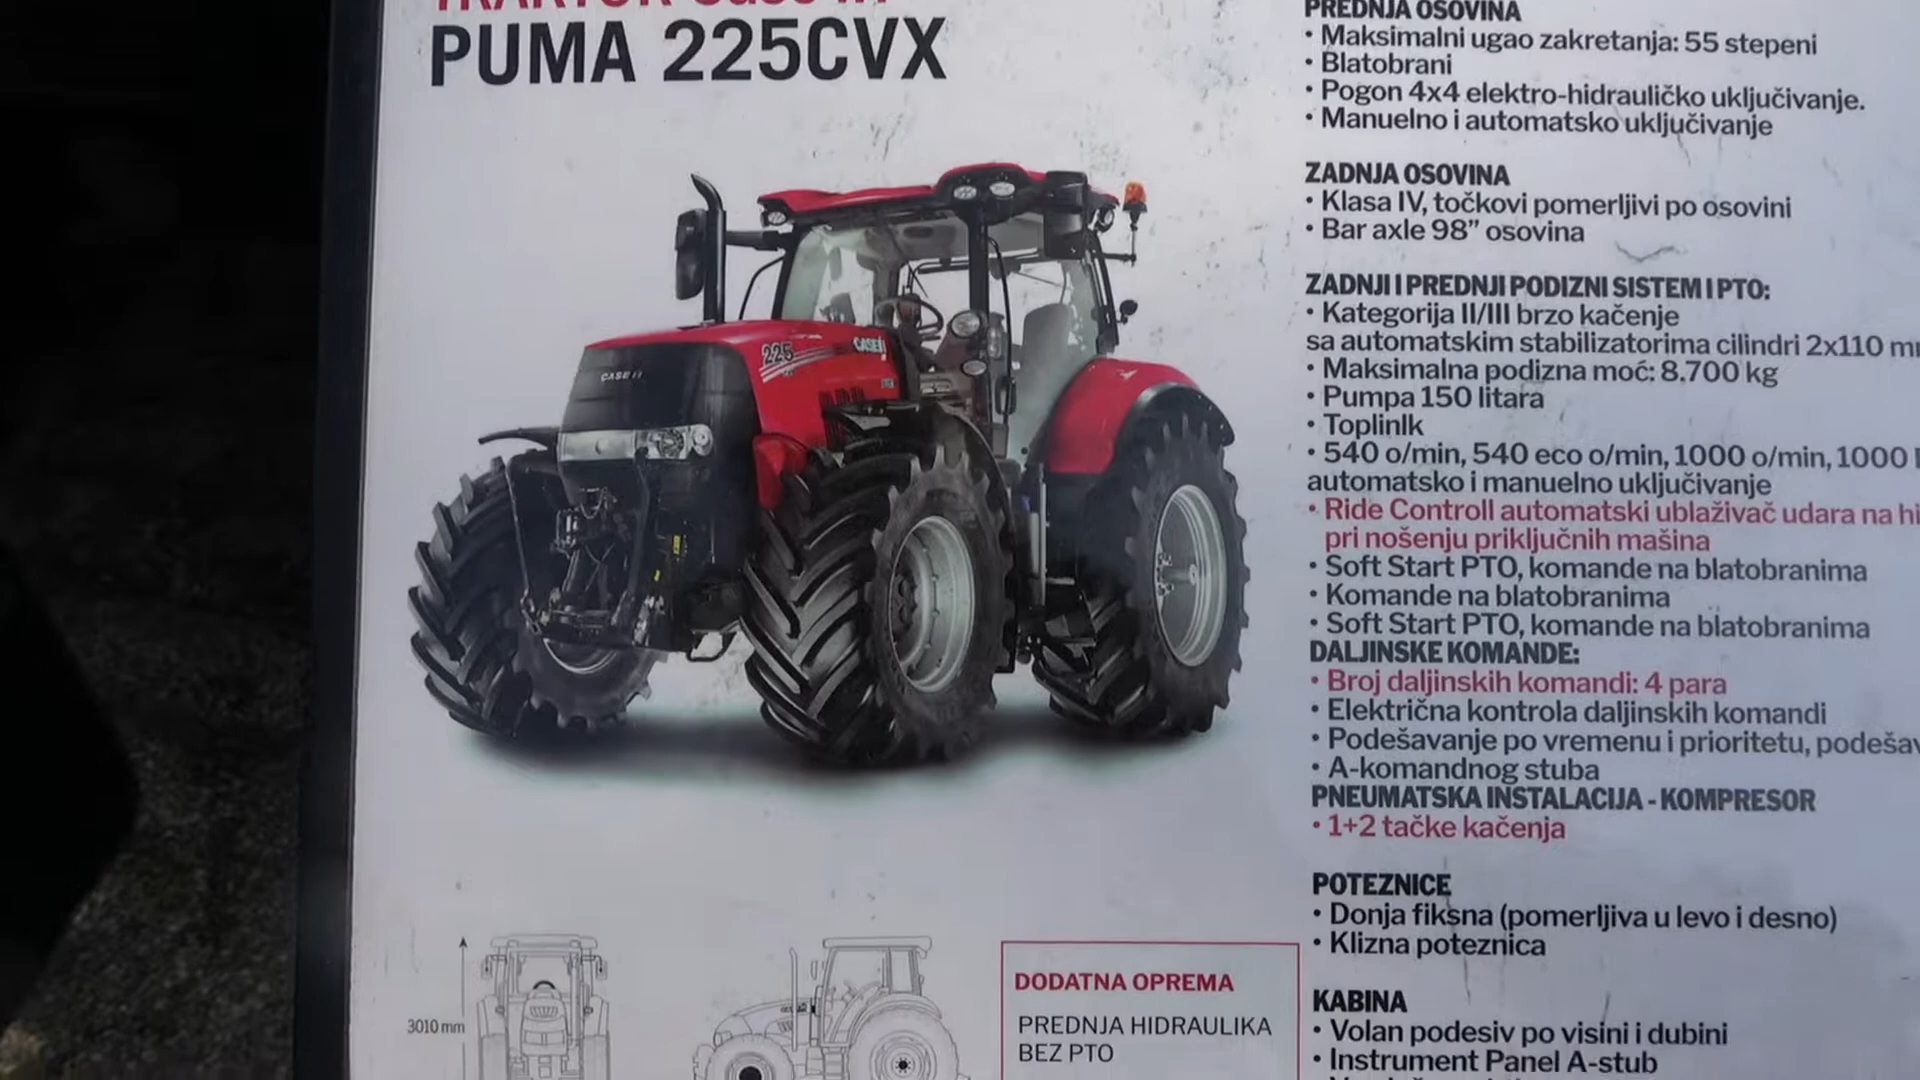 TRAKTOR Case IH
PUMA 225CVX
225
CASE IH
CASE IH
3010 mm
DODATNA OPREMA
PREDNJA HIDRAULIKA
BEZ PTO
PREDNJA OSOVINA
• Maksimalni ugao zakretanja: 55 stepeni
• Blatobrani
• Pogon 4x4 elektro-hidrauličko uključivanje.
• Manuelno i automatsko uključivanje
ZADNJA OSOVINA
• Klasa IV, točkovi pomerljivi po osovini
• Bar axle 98” osovina
ZADNJI I PREDNJI PODIZNI SISTEM I PTO:
• Kategorija II/III brzo kačenje
sa automatskim stabilizatorima cilindri 2x110
• Maksimalna podizna moć: 8.700 kg
• Pumpa 150 litara
• Toplinlk
• 540 o/min, 540 eco o/min, 1000 o/min, 1000
automatsko i manuelno uključivanje
• Ride Controll automatski ublaživač udara na
pri nošenju priključnih mašina
• Soft Start PTO, komande na blatobranima
• Komande na blatobranima
• Soft Start PTO, komande na blatobranima
DALJINSKE KOMANDE:
• Broj daljinskih komandi: 4 para
• Električna kontrola daljinskih komandi
• Podešavanje po vremenu i prioritetu,
• A-komandnog stuba
PNEUMATSKA INSTALACIJA - KOMPRESOR
• 1+2 tačke kačenja
POTEZNICE
• Donja fiksna (pomerljiva u levo i desno)
• Klizna poteznica
KABINA
• Volan podesiv po visini i dubini
• Instrument Panel A-stub